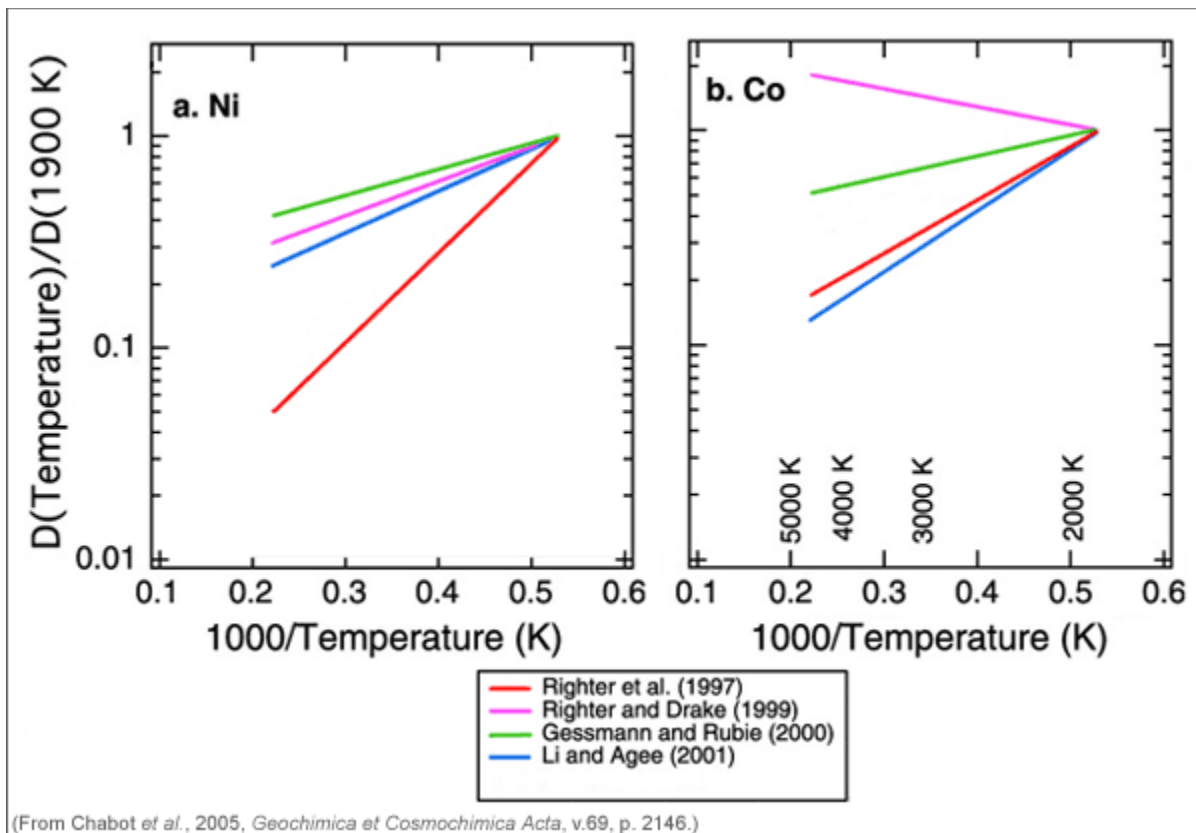 a. Ni
b. Co
D(Temperature)/D(1900 K)
1
0.1
0.01
0.1 0.2 0.3 0.4 0.5 0.6
1000/Temperature (K)
5000 K
4000 K
3000 K
2000 K
0.1 0.2 0.3 0.4 0.5 0.6
1000/Temperature (K)
Righter et al. (1997)
Righter and Drake (1999)
Gessmann and Rubie (2000)
Li and Agee (2001)
(From Chabot et al., 2005, Geochimica et Cosmochimica Acta, v.69, p. 2146.)